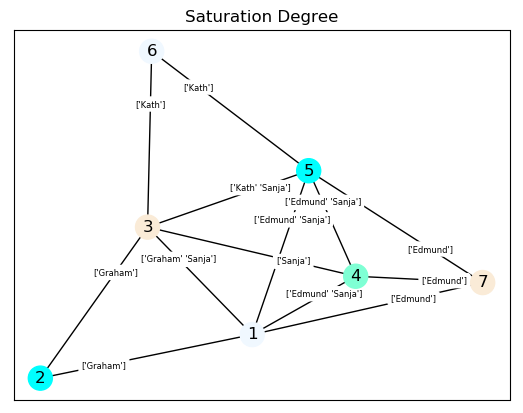 Saturation Degree
6
['Kath']
['Kath']
5
['Kath' 'Sanja']
['Edmund' 'Sanja']
['Edmund' 'Sanja']
3
['Edmund']
['Graham' 'Sanja']
['Sanja']
['Graham']
4
['Edmund']
7
['Edmund' 'Sanja']
['Edmund']
1
['Graham']
2